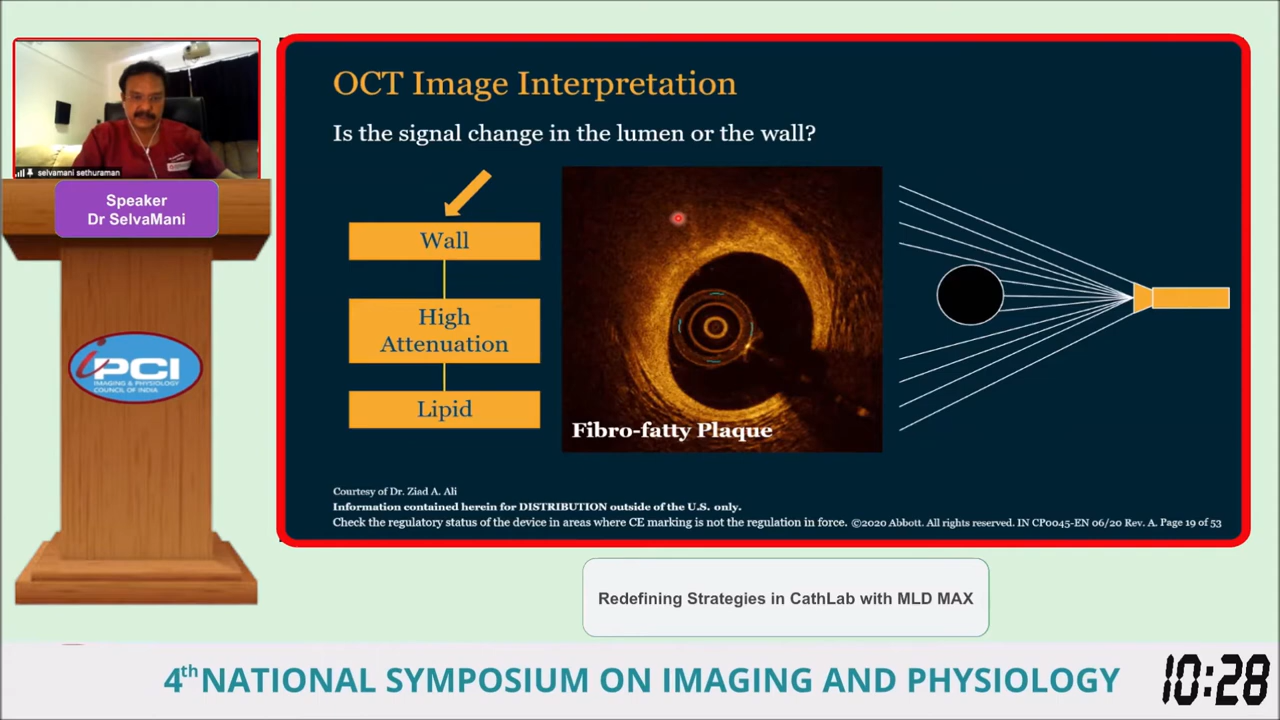 selvamani sethuraman
Speaker
Dr SelvaMani
iPCI
IMAGING & PHYSIOLOGY
COUNCIL OF INDIA
OCT Image Interpretation
Is the signal change in the lumen or the wall?
Wall
High
Attenuation
Lipid
Fibro-fatty Plaque
Courtesy of Dr. Ziad A. Ali
Information contained herein for DISTRIBUTION outside of the U.S. only.
Check the regulatory status of the device in areas where CE marking is not the regulation in force. ©2020 Abbott. All rights reserved. IN CP0045-EN 06/20 Rev. A. Page 19 of 53
Redefining Strategies in CathLab with MLD MAX
4th NATIONAL SYMPOSIUM ON IMAGING AND PHYSIOLOGY
10:28